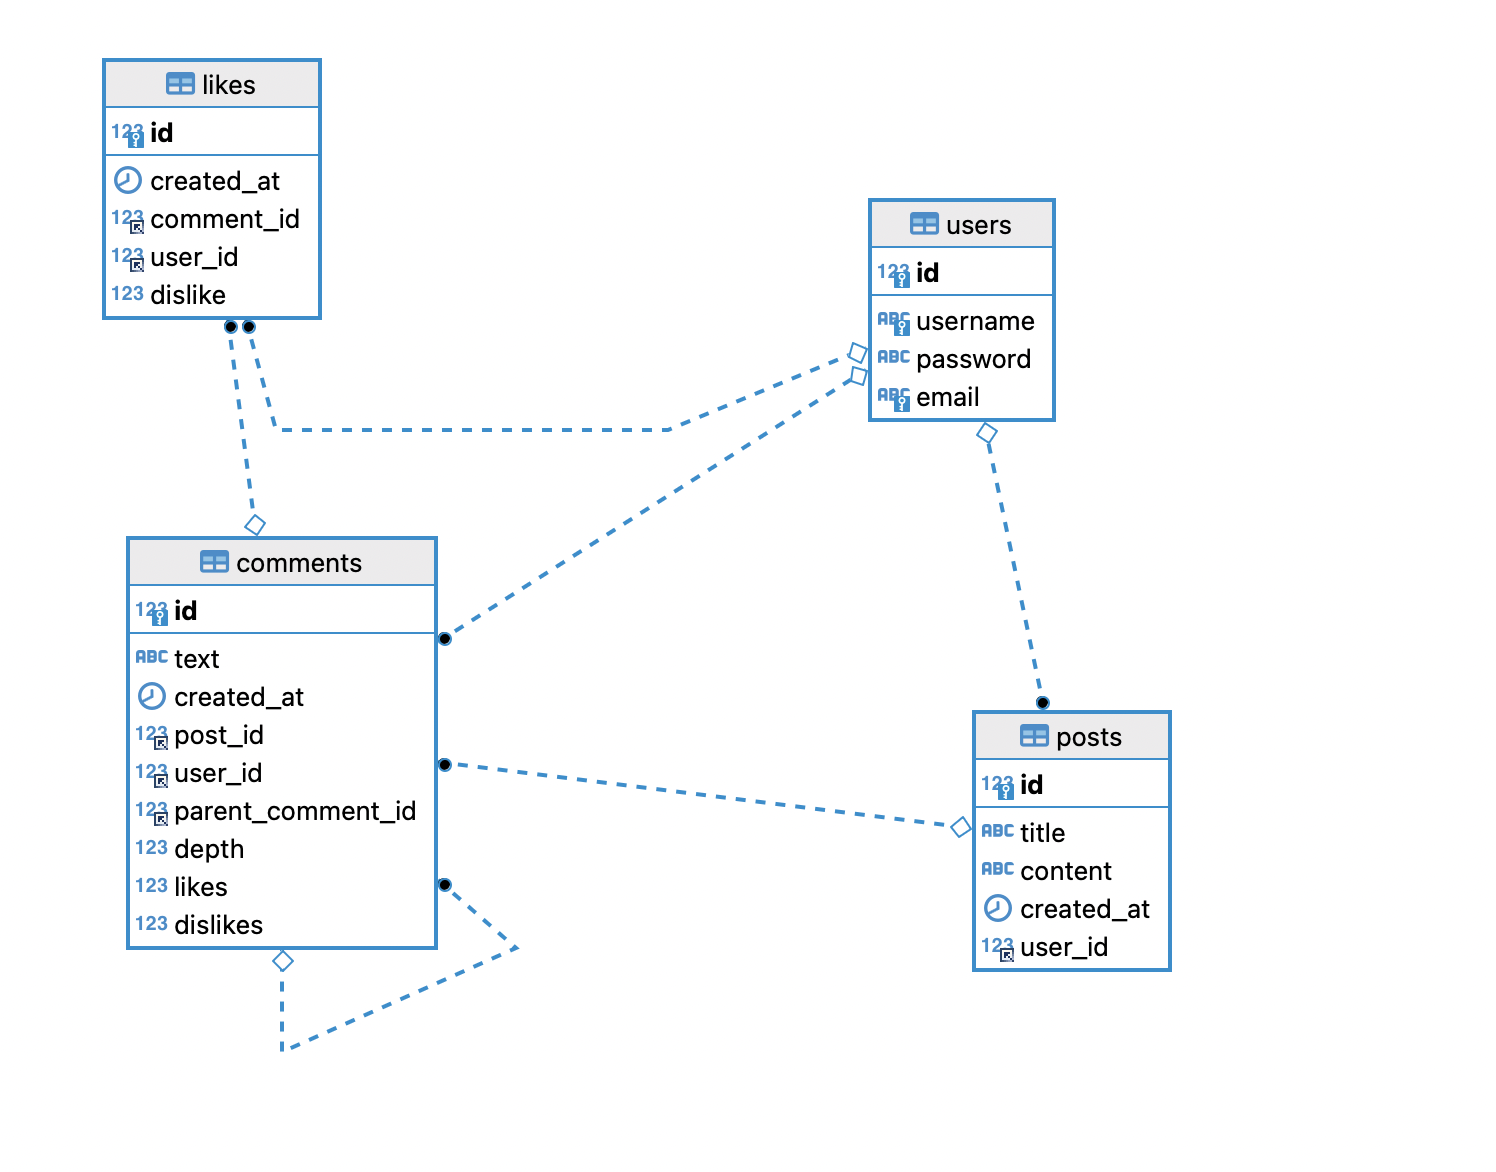 likes
123 id
created_at
123 comment_id
123 user_id
123 dislike
users
123 id
ABC username
ABC password
ABC email
comments
123 id
ABC text
created_at
123 post_id
123 user_id
123 parent_comment_id
123 depth
123 likes
123 dislikes
posts
123 id
ABC title
ABC content
created_at
123 user_id